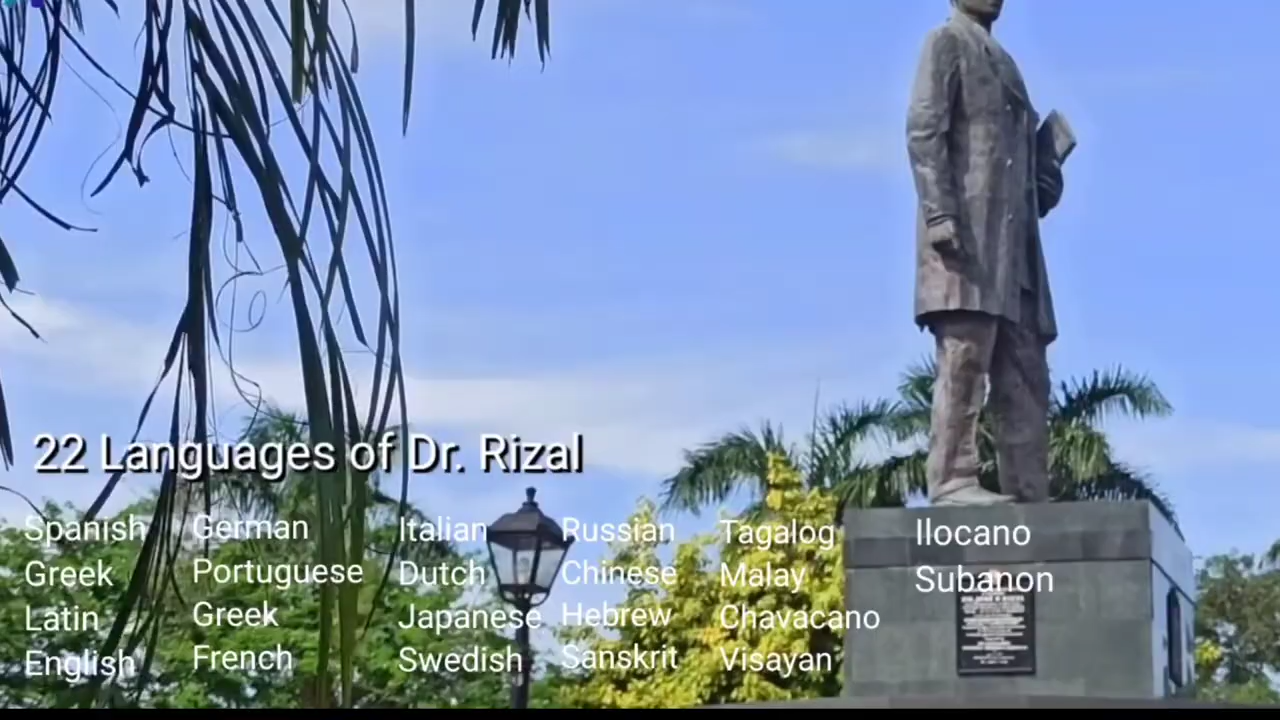 22 Languages of Dr. Rizal
Spanish German Italian Russian Tagalog Ilocano
Greek Portuguese Dutch Chinese Malay Subanon
Latin Greek Japanese Hebrew Chavacano
English French Swedish Sanskrit Visayan